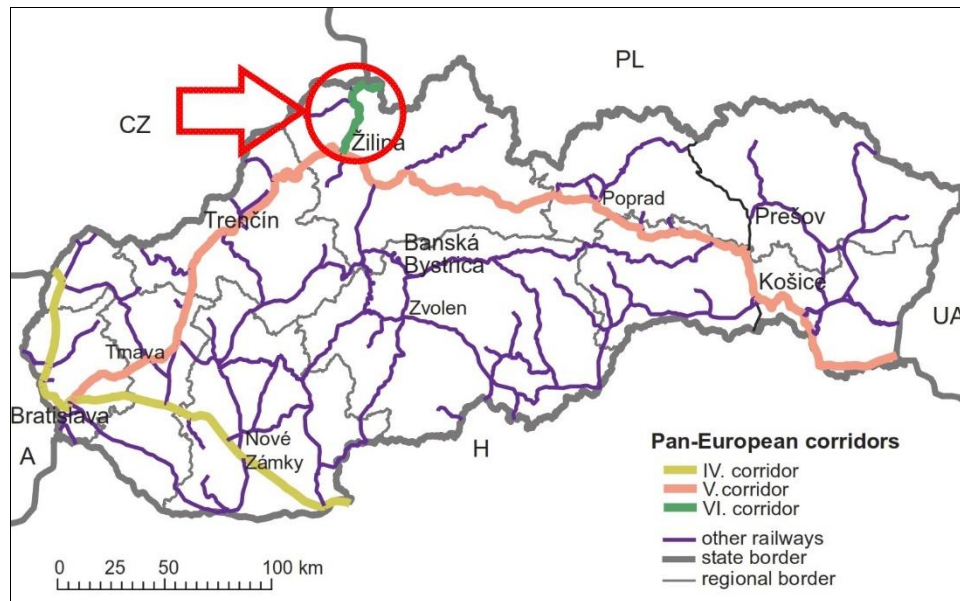 PL
CZ
Žilina
Trenčín
Poprad
Prešov
Banská
Bystrica
Košice
Zvolen
UA
Trnava
Bratislava
Nové
Zámky
A
H
Pan-European corridors
IV. corridor
V. corridor
VI. corridor
other railways
state border
regional border
0 25 50 100 km